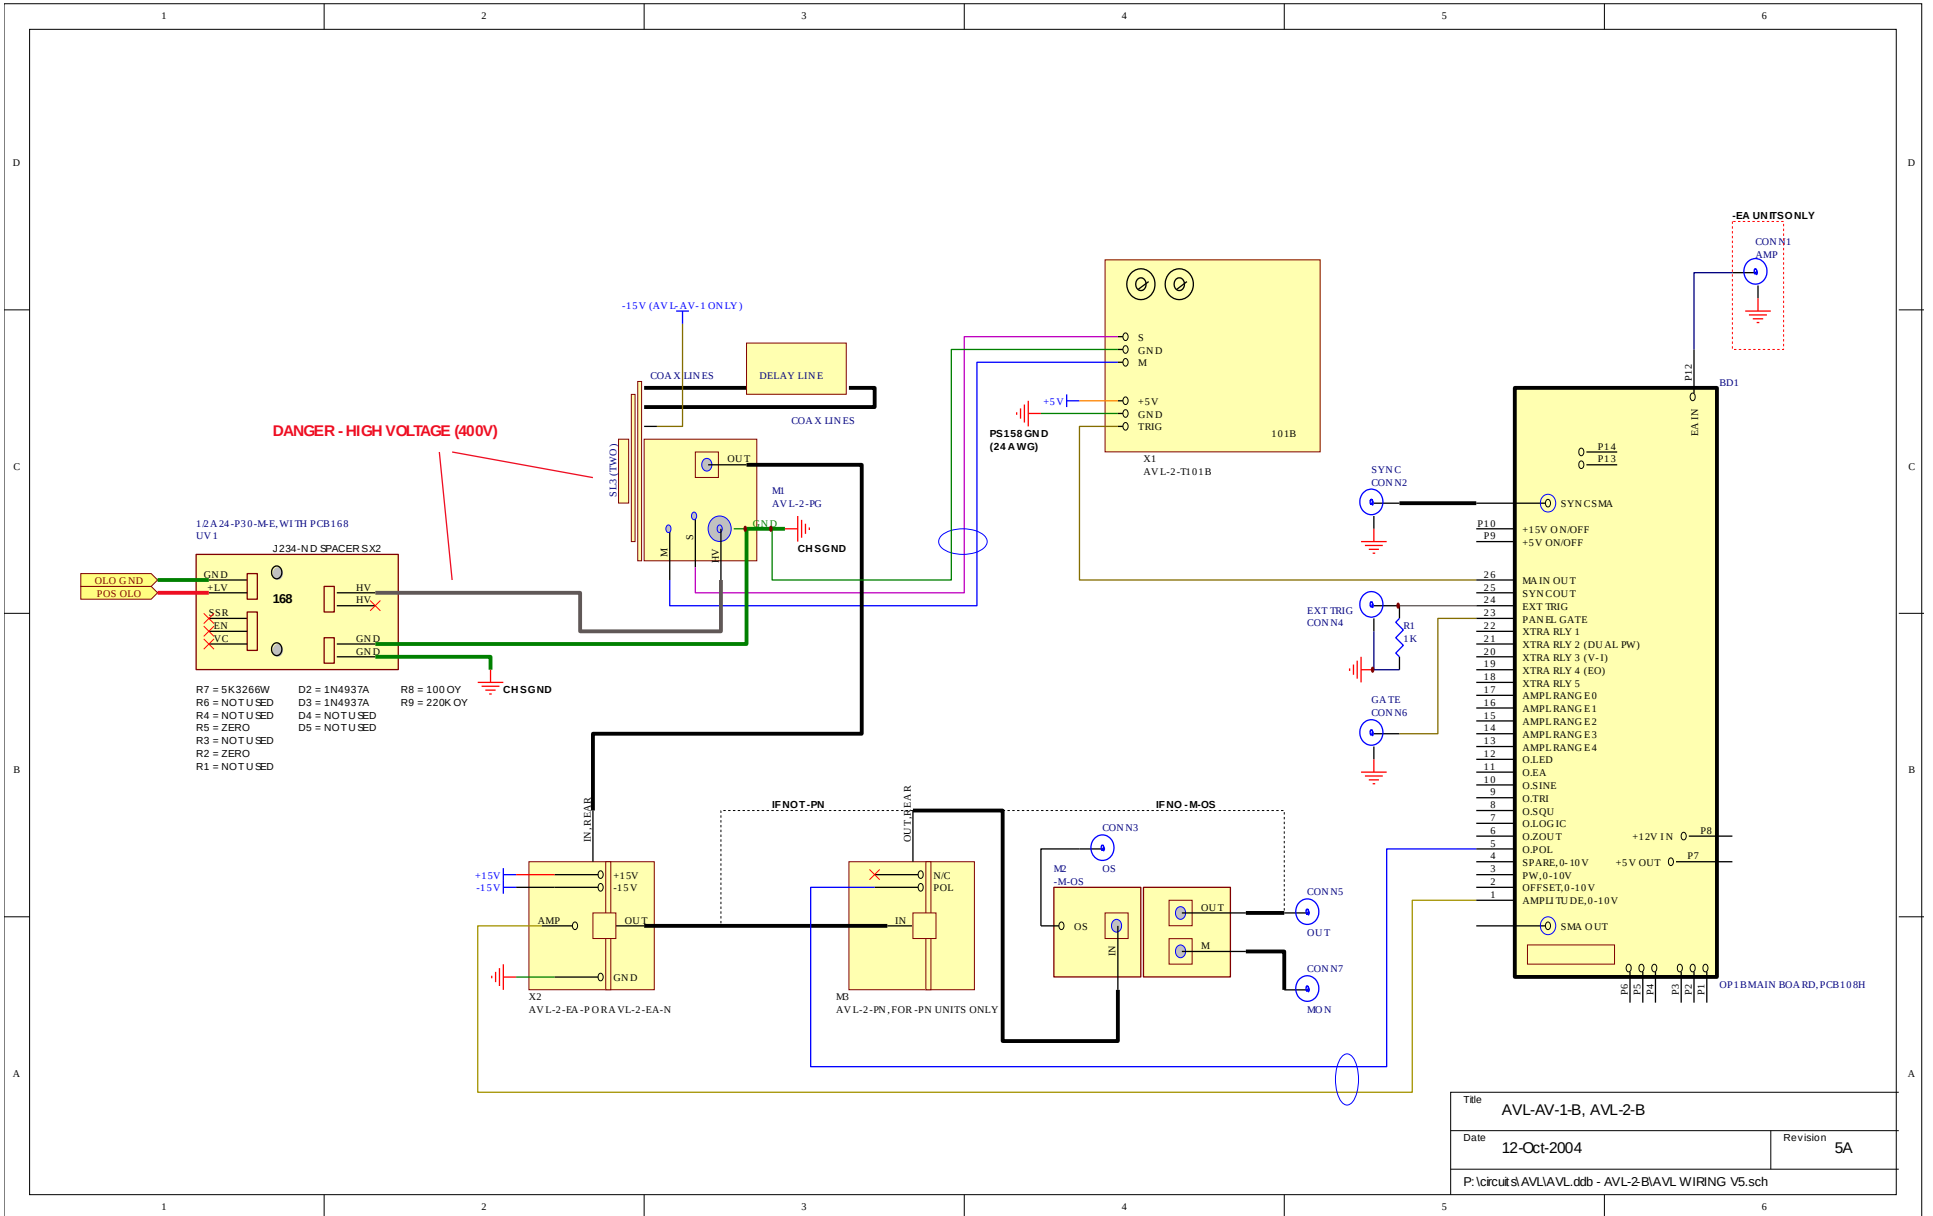 1 2 3 4 5 6
D D
C C
B B
A A
-EA UNITS ONLY
CONN1
AMP
-15V (AVL-AV-1 ONLY)
COAX LINES
DELAY LINE
COAX LINES
DANGER - HIGH VOLTAGE (400V)
SL3 (TWO)
OUT
M1
AVL-2-PG
GND
CHSGND
M
S
HV
S
GND
M
+5V
+5V
GND
TRIG
PS158 GND
(24 AWG)
101B
X1
AVL-2-T101B
1/2A24-P30-M-E, WITH PCB168
UV1
J234-ND SPACERS X2
OLO GND
POS OLO
GND
+LV
SSR
EN
VC
168
HV
HV
GND
GND
CHSGND
R7 = 5K3266W
R6 = NOT USED
R4 = NOT USED
R5 = ZERO
R3 = NOT USED
R2 = ZERO
R1 = NOT USED
D2 = 1N4937A
D3 = 1N4937A
D4 = NOT USED
D5 = NOT USED
R8 = 100 OY
R9 = 220K OY
P12
BD1
EA IN
P14
P13
SYNC
CONN2
SYNC SMA
P10 +15V ON/OFF
P9 +5V ON/OFF
26 MAIN OUT
25 SYNC OUT
24 EXT TRIG
23 PANEL GATE
22 XTRA RLY 1
21 XTRA RLY 2 (DUAL PW)
20 XTRA RLY 3 (V-I)
19 XTRA RLY 4 (EO)
18 XTRA RLY 5
17 AMPL RANGE 0
16 AMPL RANGE 1
15 AMPL RANGE 2
14 AMPL RANGE 3
13 AMPL RANGE 4
12 O.LED
11 O.EA
10 O.SINE
9 O.TRI
8 O.SQU
7 O.LOGIC
6 O.ZOUT
5 O.POL
4 SPARE, 0-10V
3 PW, 0-10V
2 OFFSET, 0-10V
1 AMPLITUDE, 0-10V
SMA OUT
+12V IN P8
+5V OUT P7
P6 P5 P4 P3 P2 P1
OP1B MAIN BOARD, PCB108H
EXT TRIG
CONN4
R1
1K
GATE
CONN6
IF NOT -PN
IF NO -M-OS
IN, REAR
OUT, REAR
+15V
-15V
+15V
-15V
AMP
OUT
GND
X2
AVL-2-EA-P OR AVL-2-EA-N
N/C
POL
IN
M3
AVL-2-PN, FOR -PN UNITS ONLY
CONN3
OS
M2
-M-OS
OS
IN
OUT
M
CONN5
OUT
CONN7
MON
Title
AVL-AV-1-B, AVL-2-B
Date
12-Oct-2004
Revision
5A
P:\circuits\AVL\AVL.ddb - AVL-2-B\AVL WIRING V5.sch
1 2 3 4 5 6